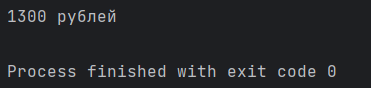 1300 рублей
Process finished with exit code 0